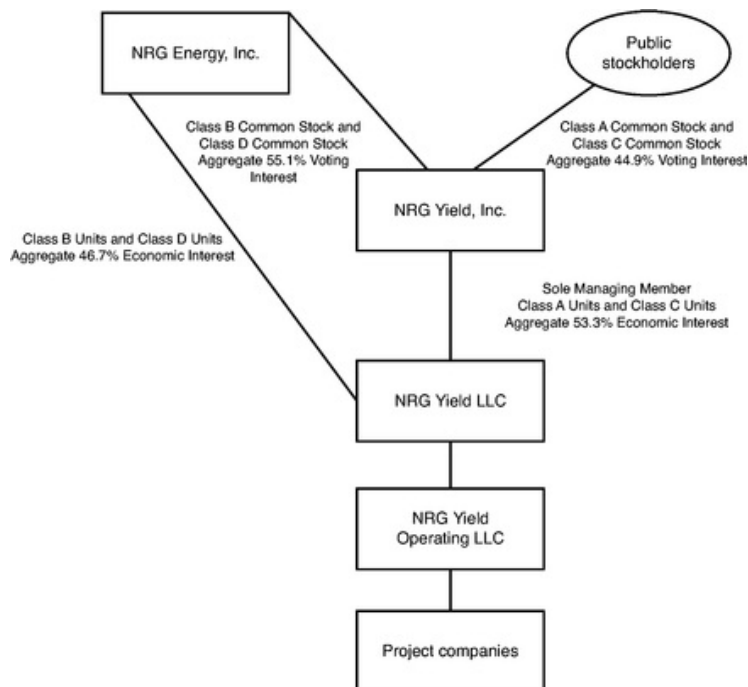 NRG Energy, Inc.
Public
stockholders
Class B Common Stock and
Class D Common Stock
Aggregate 55.1% Voting
Interest
Class A Common Stock and
Class C Common Stock
Aggregate 44.9% Voting Interest
NRG Yield, Inc.
Class B Units and Class D Units
Aggregate 46.7% Economic Interest
Sole Managing Member
Class A Units and Class C Units
Aggregate 53.3% Economic Interest
NRG Yield LLC
NRG Yield
Operating LLC
Project companies